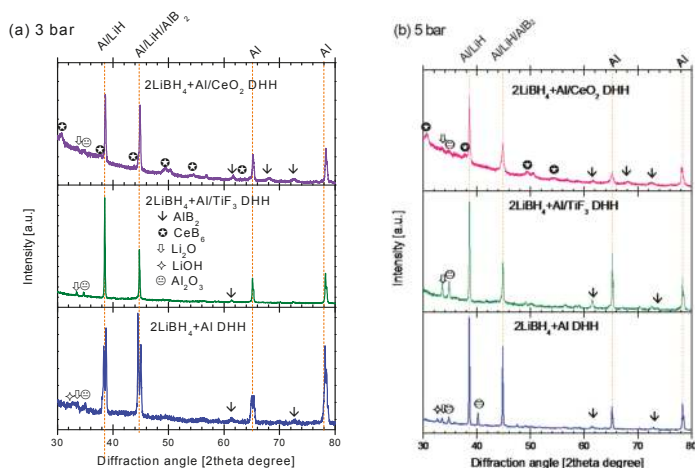 (a) 3 bar
Al/LiH
Al/LiH/AlB 2
Al
Al
2LiBH4+Al/CeO2 DHH
2LiBH4+Al/TiF3 DHH
AlB2
CeB6
Li2O
LiOH
Al2O3
2LiBH4+Al DHH
Intensity [a.u.]
30 40 50 60 70 80
Diffraction angle [2theta degree]
(b) 5 bar
Al/LiH
Al/LiH/AlB2
Al
Al
2LiBH4+Al/CeO2 DHH
2LiBH4+Al/TiF3 DHH
2LiBH4+Al DHH
Intensity [a.u.]
30 40 50 60 70 80
Diffraction angle [2theta degree]